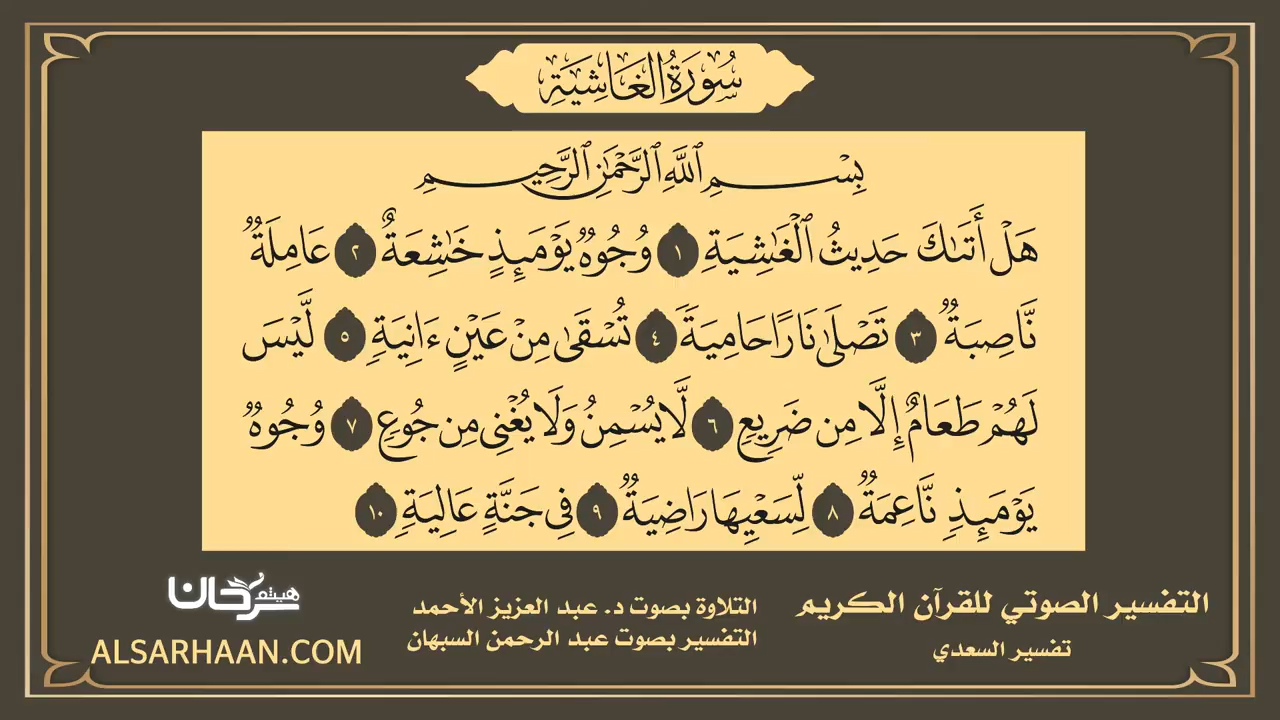 سُورَةُ الغَاشِيَةِ
بِسْمِ ٱللَّهِ ٱلرَّحْمَٰنِ ٱلرَّحِيمِ
هَلْ أَتَىٰكَ حَدِيثُ ٱلْغَٰشِيَةِ ١ وُجُوهٌ يَوْمَئِذٍ خَٰشِعَةٌ ٢ عَامِلَةٌ
نَّاصِبَةٌ ٣ تَصْلَىٰ نَارًا حَامِيَةً ٤ تُسْقَىٰ مِنْ عَيْنٍ ءَانِيَةٍ ٥ لَّيْسَ
لَهُمْ طَعَامٌ إِلَّا مِن ضَرِيعٍ ٦ لَّا يُسْمِنُ وَلَا يُغْنِى مِن جُوعٍ ٧ وُجُوهٌ
يَوْمَئِذٍ نَّاعِمَةٌ ٨ لِّسَعْيِهَا رَاضِيَةٌ ٩ فِى جَنَّةٍ عَالِيَةٍ ١٠
التفسير الصوتي للقرآن الكريم
تفسير السعدي
التلاوة بصوت د. عبد العزيز الأحمد
التفسير بصوت عبد الرحمن السبهان
هيثم سرحان
ALSARHAAN.COM